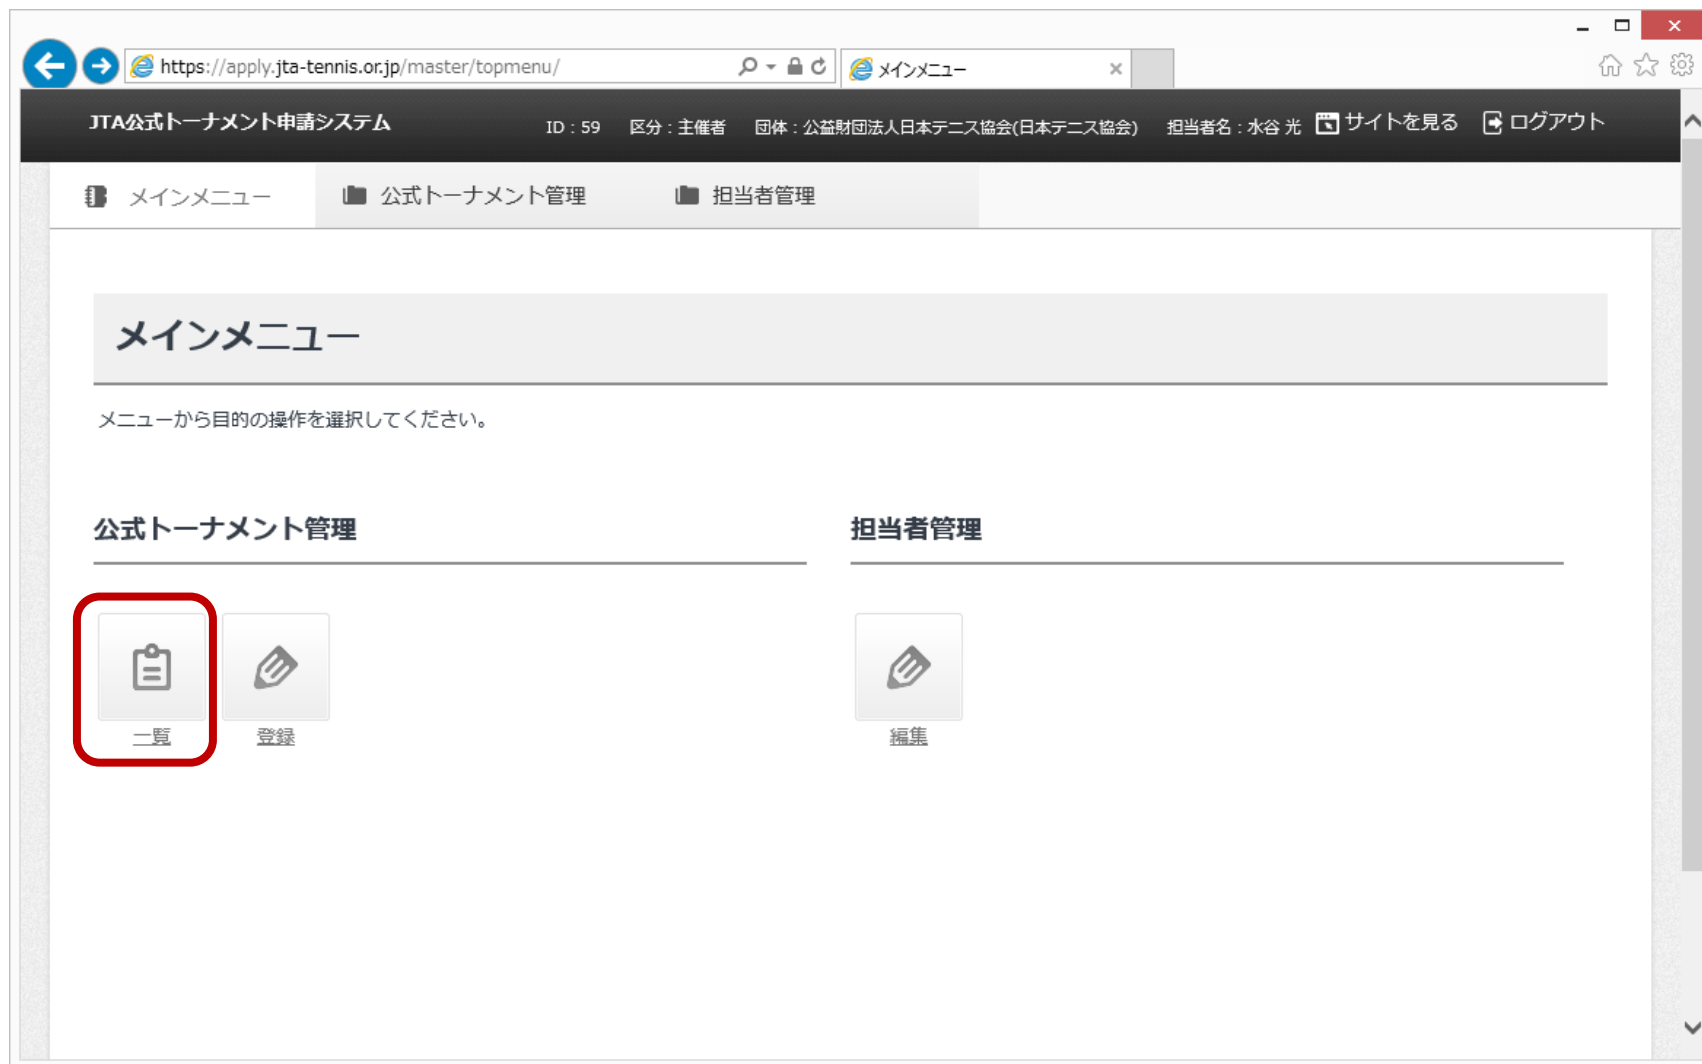 https://apply.jta-tennis.or.jp/master/topmenu/
メインメニュー
JTA公式トーナメント申請システム
ID：59 区分：主催者 団体：公益財団法人日本テニス協会(日本テニス協会) 担当者名：水谷 光 サイトを見る ログアウト
メインメニュー 公式トーナメント管理 担当者管理
メインメニュー
メニューから目的の操作を選択してください。
公式トーナメント管理
一覧 登録
担当者管理
編集